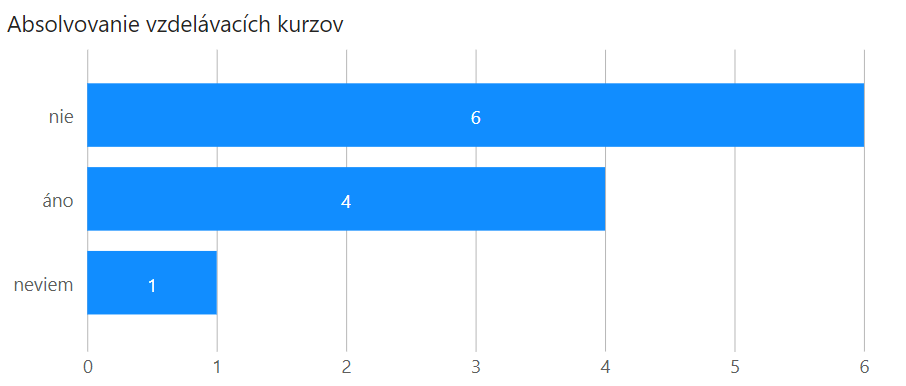 Absolvovanie vzdelávacích kurzov
nie
6
áno
4
neviem
1
0 1 2 3 4 5 6